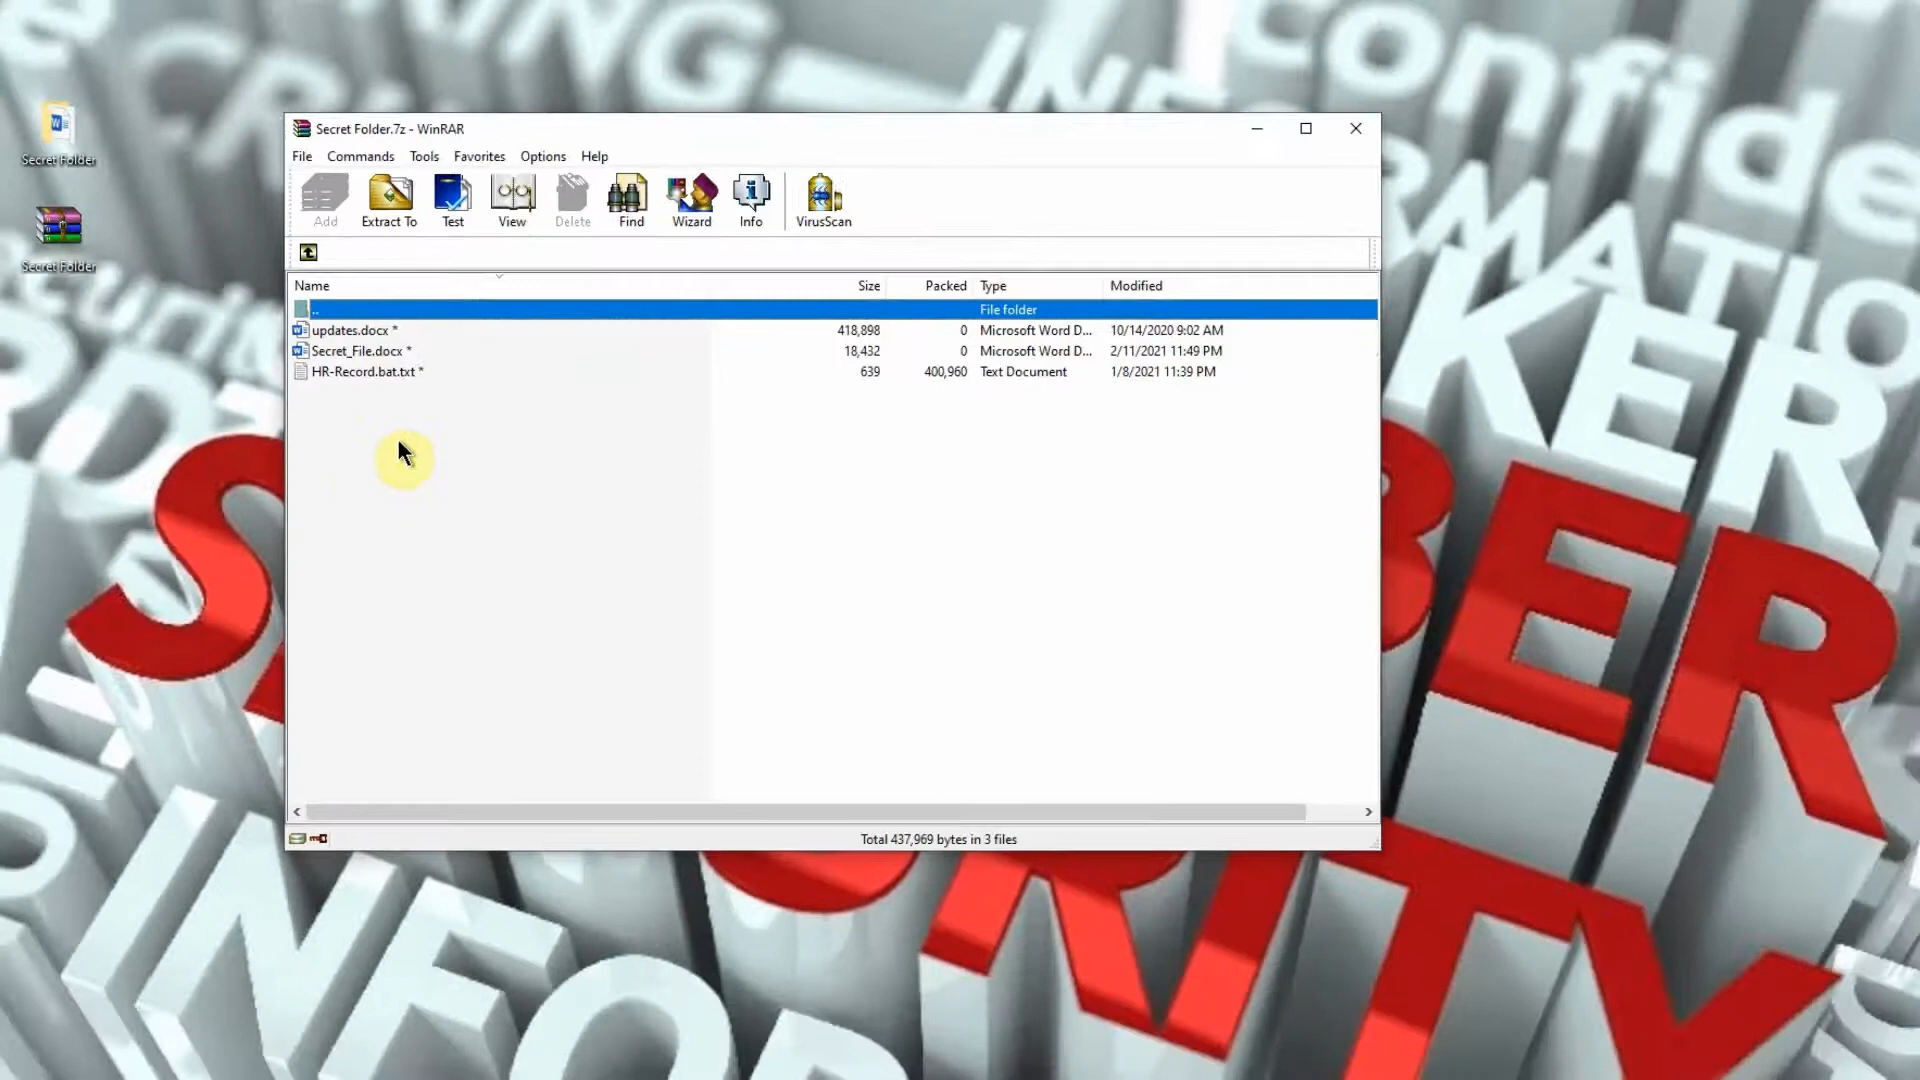 Secret Folder
Secret Folder
Secret Folder.7z - WinRAR
File Commands Tools Favorites Options Help
Add Extract To Test View Delete Find Wizard Info VirusScan
Name Size Packed Type Modified
.. File folder
updates.docx * 418,898 0 Microsoft Word D... 10/14/2020 9:02 AM
Secret_File.docx * 18,432 0 Microsoft Word D... 2/11/2021 11:49 PM
HR-Record.bat.txt * 639 400,960 Text Document 1/8/2021 11:39 PM
Total 437,969 bytes in 3 files
confide
INFOR